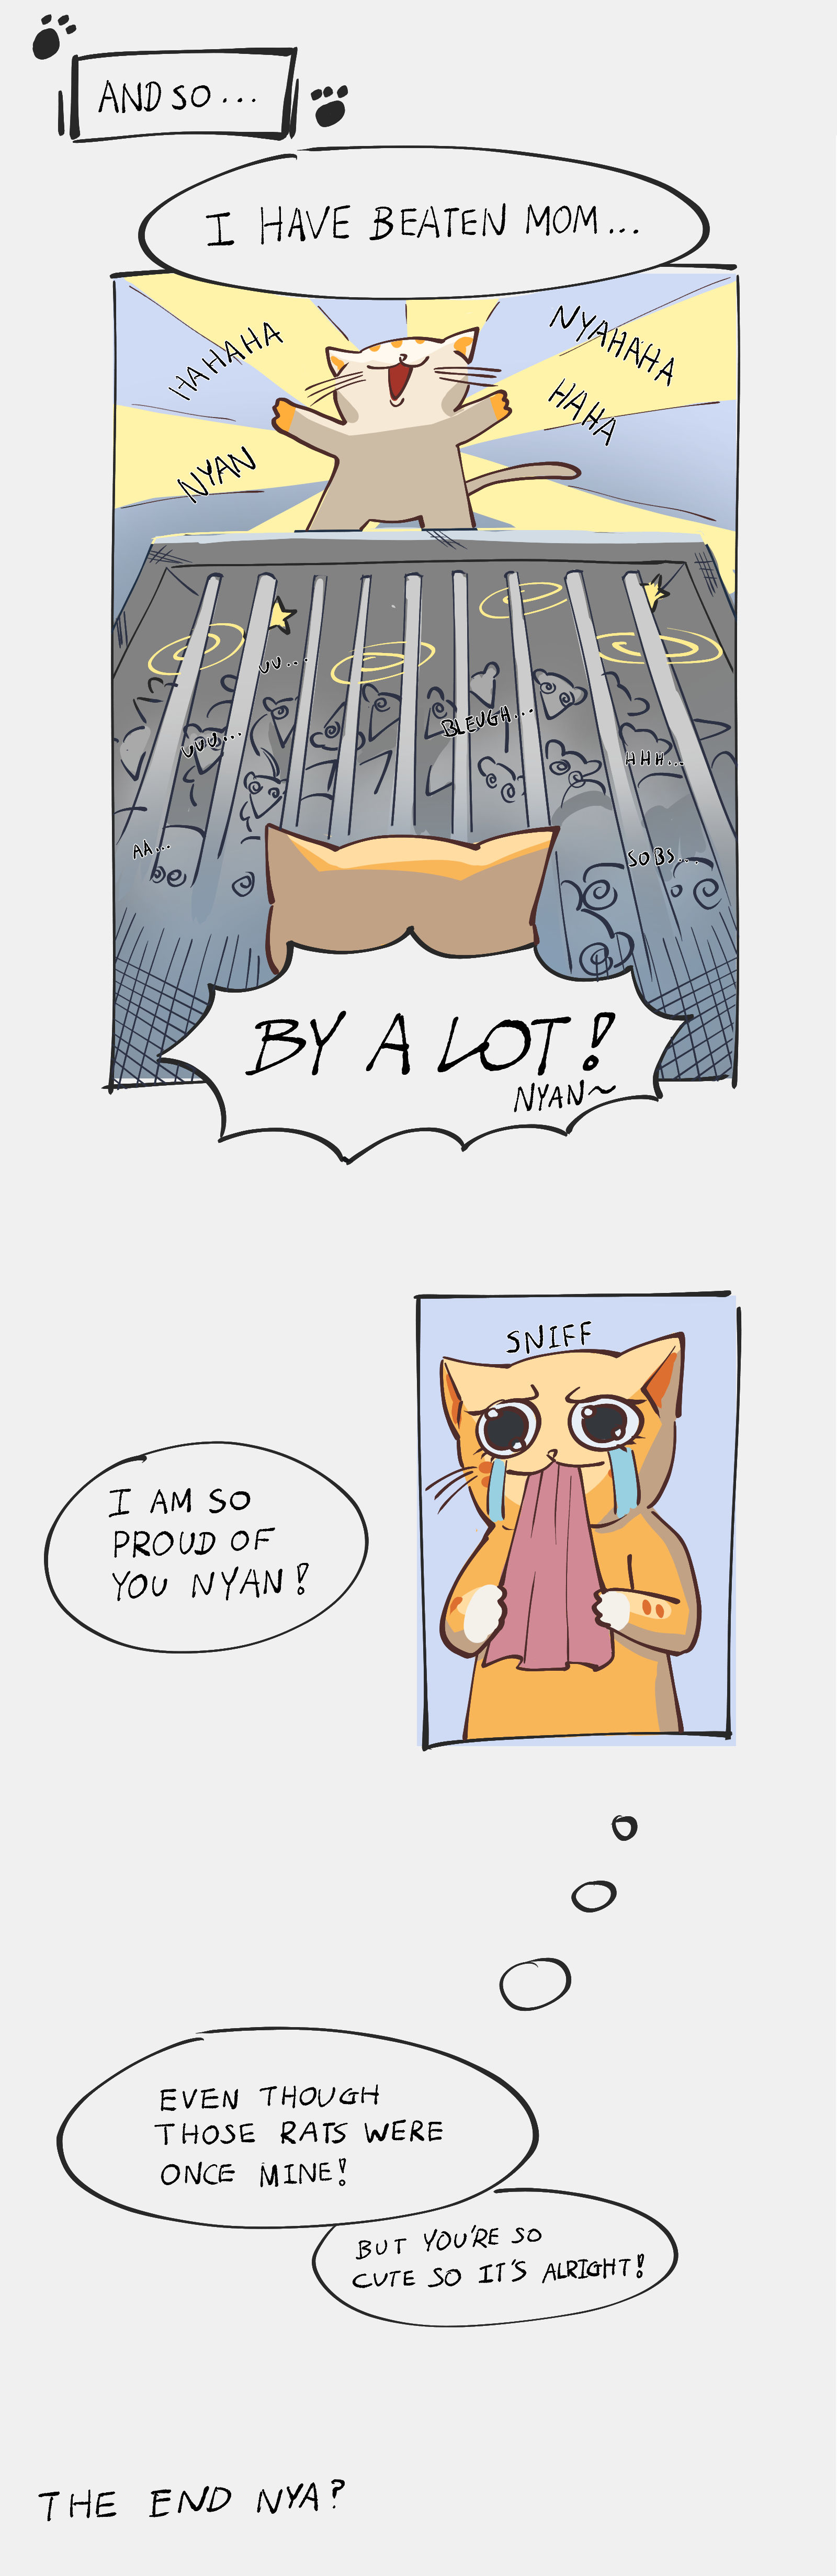 AND SO...
I HAVE BEATEN MOM...
HAHAHA
NYAHAHA
HAHA
NYAN
UU...
UUU...
BLEUGH...
HHH...
AA...
SOBS...
BY A LOT!
NYAN~
SNIFF
I AM SO
PROUD OF
YOU NYAN!
EVEN THOUGH
THOSE RATS WERE
ONCE MINE!
BUT YOU'RE SO
CUTE SO IT'S ALRIGHT!
THE END NYA?